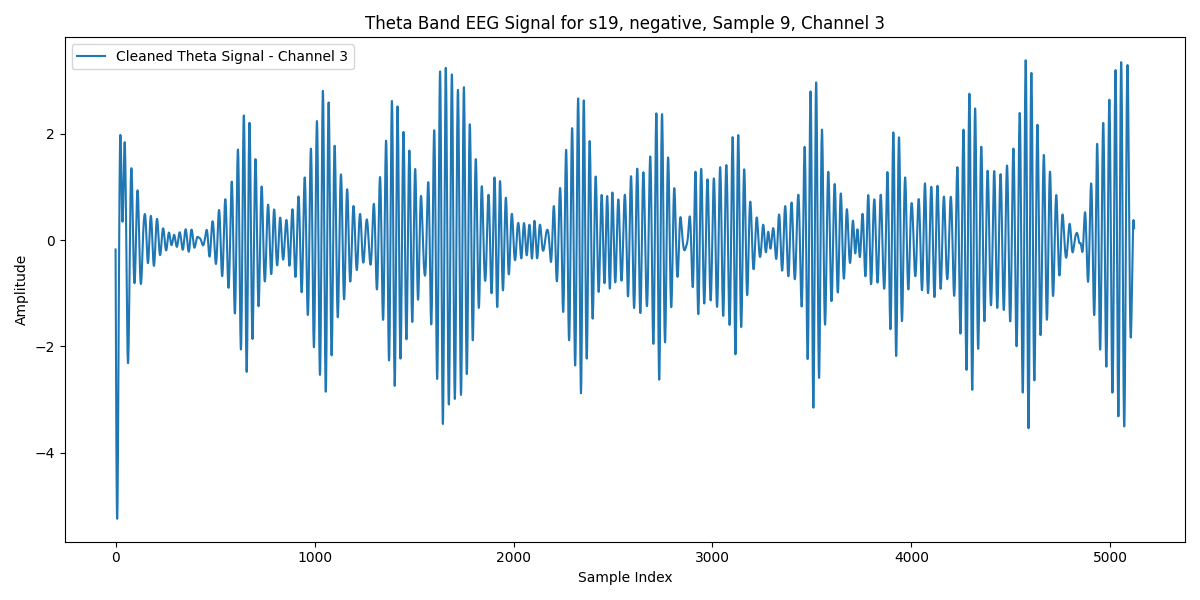 Theta Band EEG Signal for s19, negative, Sample 9, Channel 3
Cleaned Theta Signal - Channel 3
Amplitude
2
0
−2
−4
0 1000 2000 3000 4000 5000
Sample Index